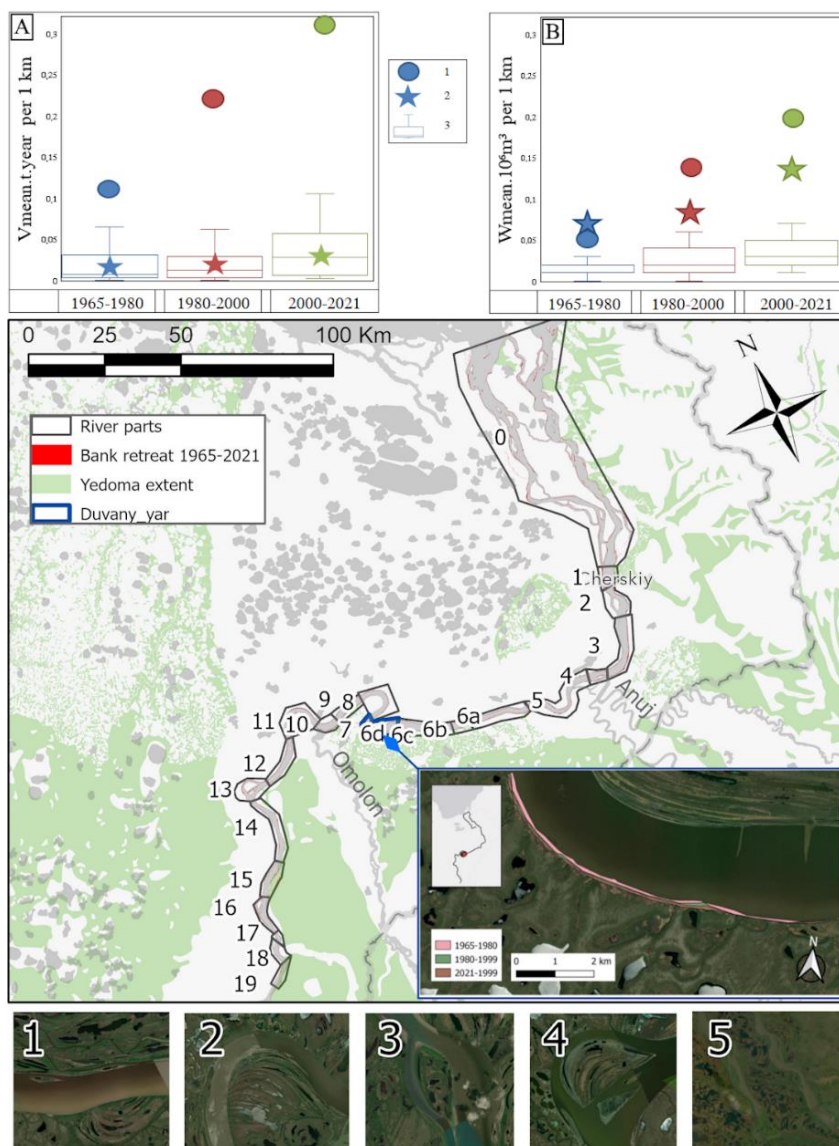 A
Vmean.t.year per 1 km
0,3
0,25
0,2
0,15
0,1
0,05
0
1965-1980
1980-2000
2000-2021
1
2
3
B
Wmean.10⁶m³ per 1 km
0,3
0,25
0,2
0,15
0,1
0,05
0
1965-1980
1980-2000
2000-2021
0 25 50 100 Km
N
River parts
Bank retreat 1965-2021
Yedoma extent
Duvany_yar
0
1
Cherskiy
2
3
4
Anuj
5
6a
6b
6c
6d
7
8
9
10
11
Omolon
12
13
14
15
16
17
18
19
1965-1980
1980-1999
2021-1999
0 1 2 km
N
1
2
3
4
5